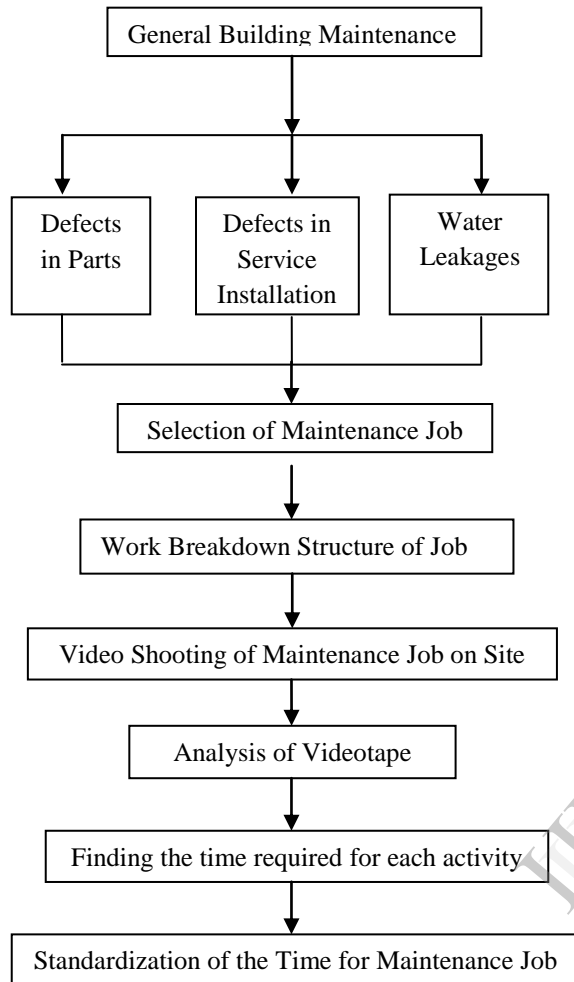 General Building Maintenance
Defects
in Parts
Defects in
Service
Installation
Water
Leakages
Selection of Maintenance Job
Work Breakdown Structure of Job
Video Shooting of Maintenance Job on Site
Analysis of Videotape
Finding the time required for each activity
Standardization of the Time for Maintenance Job